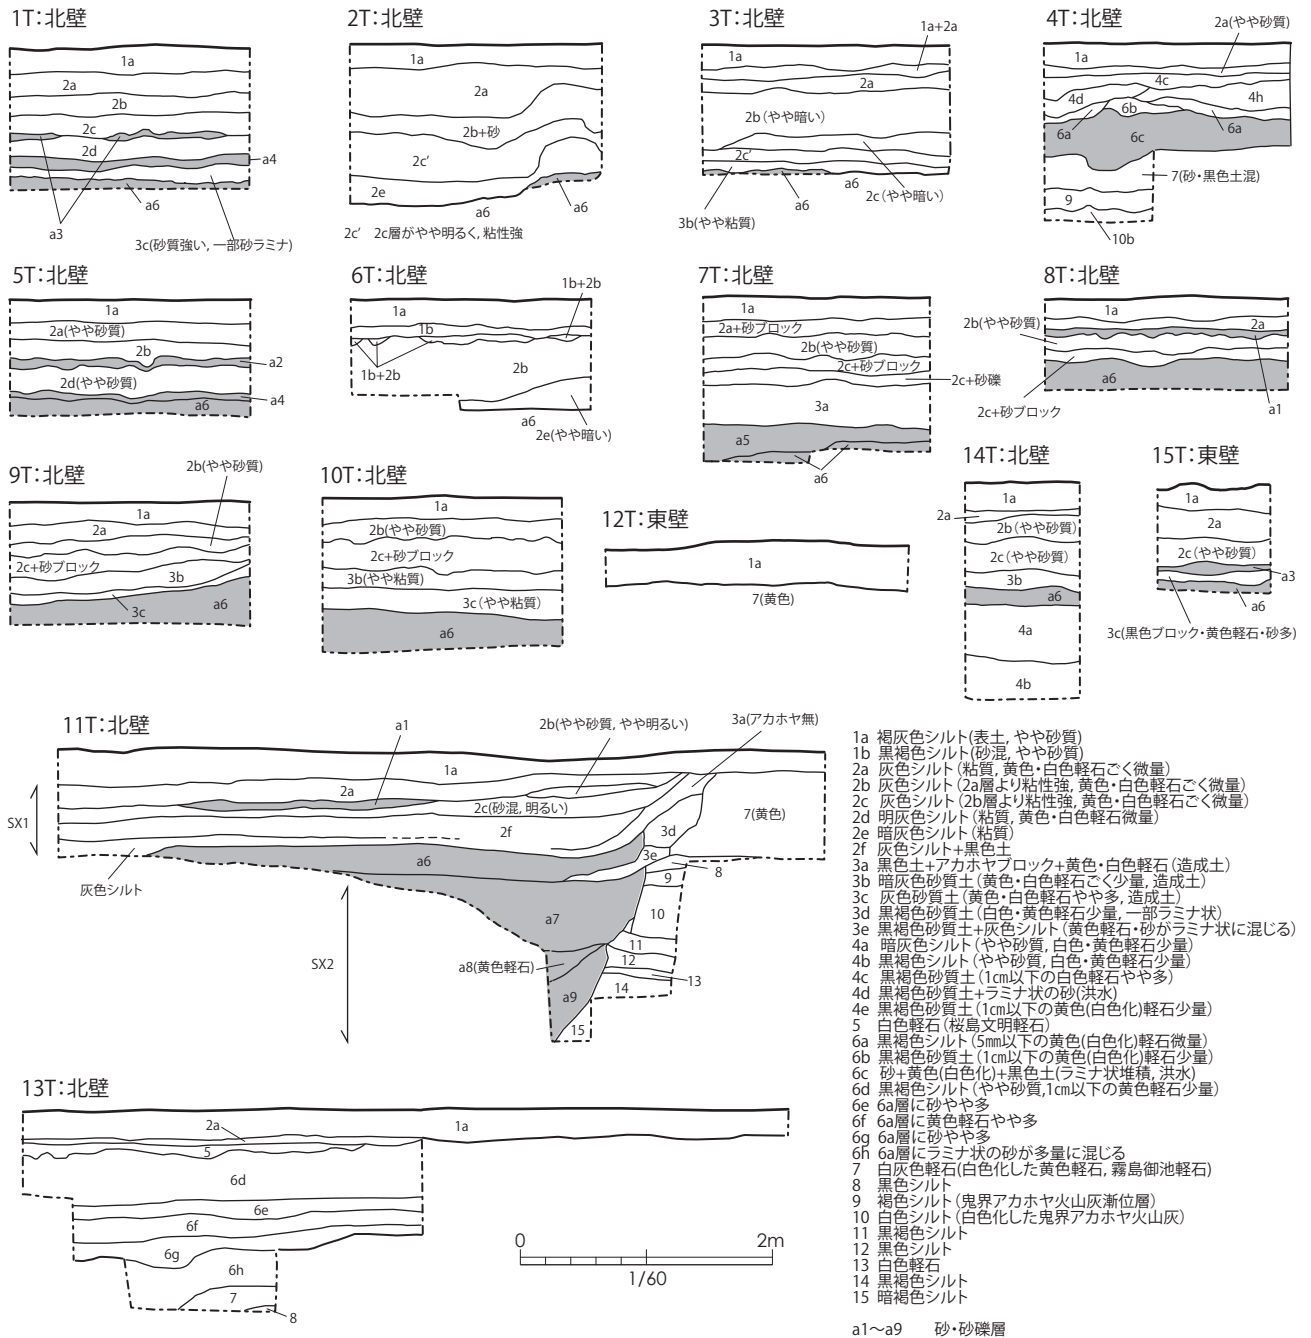 1T：北壁
1a
2a
2b
2c
2d
a4
a6
a3
3c(砂質強い, 一部砂ラミナ)
2T：北壁
1a
2a
2b+砂
2c'
2e
a6
a6
2c' 2c層がやや明るく, 粘性強
3T：北壁
1a+2a
1a
2a
2b（やや暗い）
2c'
a6
2c（やや暗い）
a6
3b(やや粘質)
4T：北壁
2a(やや砂質)
1a
4c
4d
6b
4h
6a
6c
6a
7(砂・黒色土混)
9
10b
5T：北壁
1a
2a(やや砂質)
2b
a2
2d(やや砂質)
a4
a6
6T：北壁
1b+2b
1a
1b
1b+2b
2b
a6
2e(やや暗い)
7T：北壁
1a
2a+砂ブロック
2b(やや砂質)
2c+砂ブロック
2c+砂礫
3a
a5
a6
8T：北壁
2b(やや砂質)
1a
2a
a6
2c+砂ブロック
a1
9T：北壁
2b(やや砂質)
1a
2a
2c+砂ブロック
3b
3c
a6
10T：北壁
1a
2b(やや砂質)
2c+砂ブロック
3b(やや粘質)
3c（やや粘質）
a6
12T：東壁
1a
7(黄色)
14T：北壁
1a
2a
2b（やや砂質）
2c（やや砂質）
3b
a6
4a
4b
15T：東壁
1a
2a
2c（やや砂質）
a3
a6
3c(黒色ブロック・黄色軽石・砂多)
11T：北壁
a1
2b(やや砂質, やや明るい)
3a(アカホヤ無)
1a
2a
2c(砂混, 明るい)
7(黄色)
SX1
2f
3d
a6
3e
8
灰色シルト
9
a7
10
11
SX2
a8(黄色軽石)
12
13
a9
14
15
13T：北壁
2a
1a
5
6d
6e
6f
6g
6h
7
8
0 2m
1/60
1a 褐灰色シルト(表土, やや砂質)
1b 黒褐色シルト(砂混, やや砂質)
2a 灰色シルト（粘質, 黄色・白色軽石ごく微量）
2b 灰色シルト（2a層より粘性強, 黄色・白色軽石ごく微量）
2c 灰色シルト（2b層より粘性強, 黄色・白色軽石ごく微量）
2d 明灰色シルト（粘質, 黄色・白色軽石微量）
2e 暗灰色シルト（粘質）
2f 灰色シルト+黒色土
3a 黒色土+アカホヤブロック+黄色・白色軽石（造成土）
3b 暗灰色砂質土（黄色・白色軽石ごく少量, 造成土）
3c 灰色砂質土（黄色・白色軽石やや多, 造成土）
3d 黒褐色砂質土（白色・黄色軽石少量, 一部ラミナ状）
3e 黒褐色砂質土+灰色シルト（黄色軽石・砂がラミナ状に混じる）
4a 暗灰色シルト（やや砂質, 白色・黄色軽石少量）
4b 黒褐色シルト（やや砂質, 白色・黄色軽石少量）
4c 黒褐色砂質土（1㎝以下の白色軽石やや多）
4d 黒褐色砂質土+ラミナ状の砂(洪水)
4e 黒褐色砂質土（1㎝以下の黄色(白色化)軽石少量）
5 白色軽石（桜島文明軽石）
6a 黒褐色シルト（5㎜以下の黄色(白色化)軽石微量）
6b 黒褐色砂質土（1㎝以下の黄色(白色化)軽石少量）
6c 砂+黄色(白色化)+黒色土(ラミナ状堆積, 洪水)
6d 黒褐色シルト（やや砂質,1㎝以下の黄色軽石少量）
6e 6a層に砂やや多
6f 6a層に黄色軽石やや多
6g 6a層に砂やや多
6h 6a層にラミナ状の砂が多量に混じる
7 白灰色軽石(白色化した黄色軽石, 霧島御池軽石)
8 黒色シルト
9 褐色シルト（鬼界アカホヤ火山灰漸位層）
10 白色シルト（白色化した鬼界アカホヤ火山灰）
11 黒褐色シルト
12 黒色シルト
13 白色軽石
14 黒褐色シルト
15 暗褐色シルト
a1～a9 砂・砂礫層